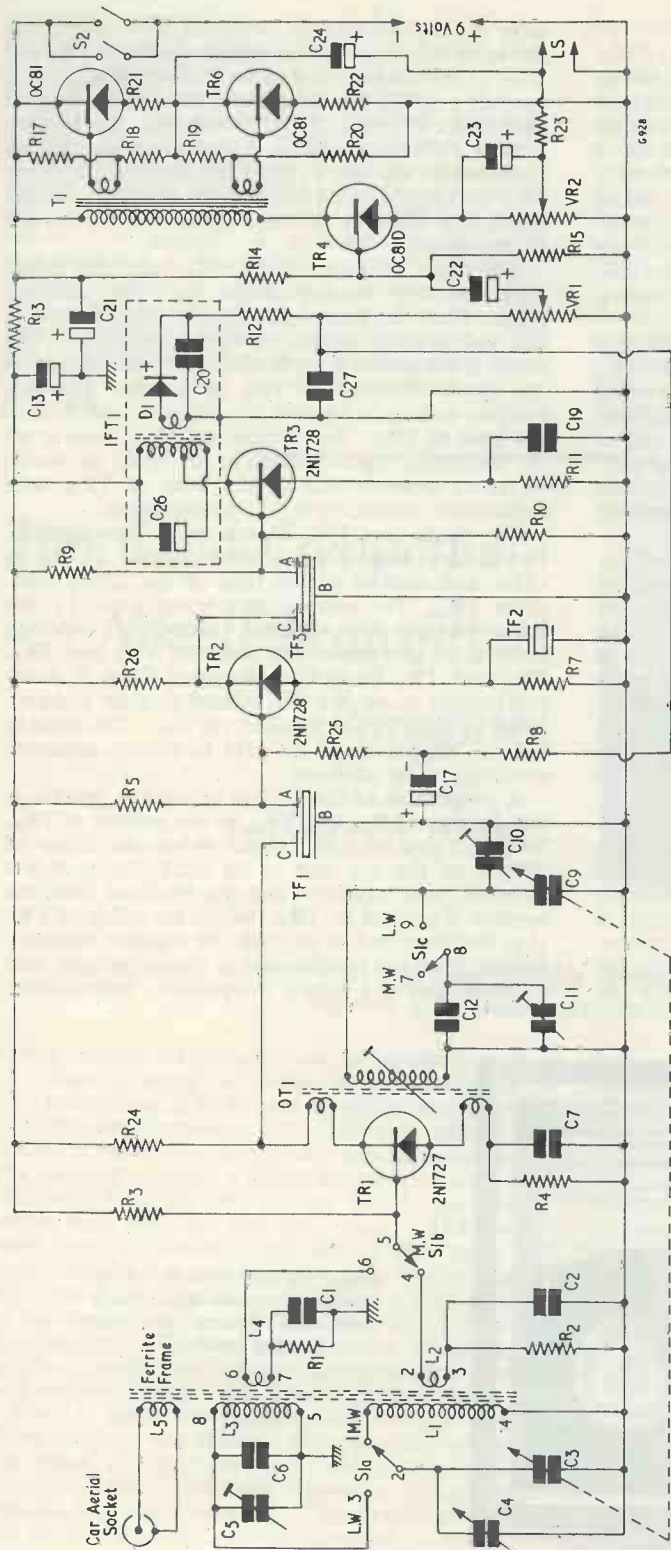 Car Aerial Socket
Ferrite Frame
L5
8
L3
5
C6
C5
L.W 3
1 M.W
S1a
2
L1
4
C4
C3
6
L4
7
C1
R1
2
L2
3
R2
C2
6
5
4
M.W
S1b
R3
R24
TR1
2N1727
OT1
R4
C7
M.W
7
L.W
9
S1c
8
C12
C11
C10
C9
C
A
B
TF1
R5
R25
C17
+
-
R8
R26
TR2
2N1728
C
A
B
TF3
R7
TF2
R9
R10
TR3
2N1728
R11
C19
IFT1
C26
D1
+
C20
R12
C27
C13
+
R13
C21
+
R14
TR4
OC81D
C22
+
VR1
R15
T1
R17
R18
R19
R20
OC81
R21
TR6
OC81
R22
S2
C24
+
C23
+
R23
VR2
LS
-
9 Volts
+
G928